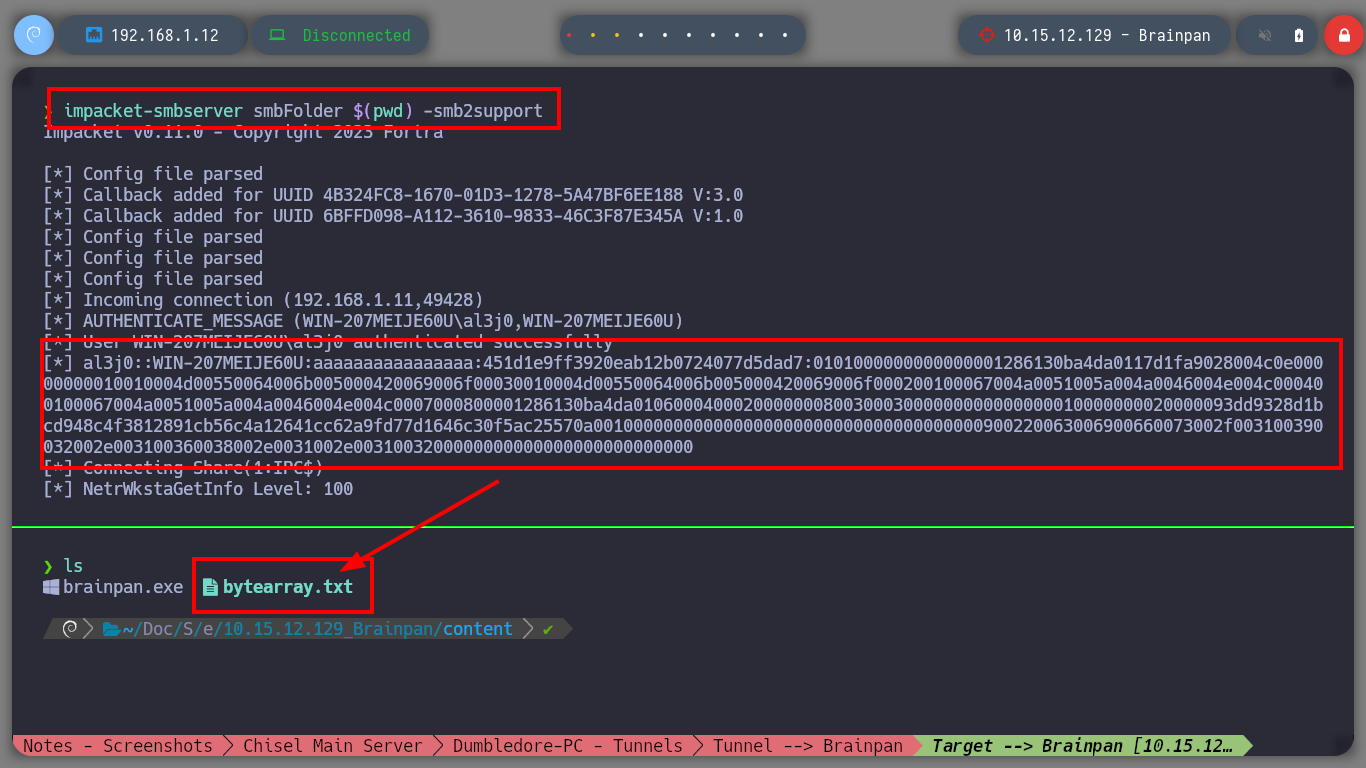 192.168.1.12
Disconnected
10.15.12.129 - Brainpan
❯ impacket-smbserver smbFolder $(pwd) -smb2support
Impacket v0.11.0 - Copyright 2023 Fortra
[*] Config file parsed
[*] Callback added for UUID 4B324FC8-1670-01D3-1278-5A47BF6EE188 V:3.0
[*] Callback added for UUID 6BFFD098-A112-3610-9833-46C3F87E345A V:1.0
[*] Config file parsed
[*] Config file parsed
[*] Config file parsed
[*] Incoming connection (192.168.1.11,49428)
[*] AUTHENTICATE_MESSAGE (WIN-207MEIJE60U\al3j0,WIN-207MEIJE60U)
[*] User WIN-207MEIJE60U\al3j0 authenticated successfully
[*] al3j0::WIN-207MEIJE60U:aaaaaaaaaaaaaaaa:451d1e9ff3920eab12b0724077d5dad7:01010000000000000001286130ba4da0117d1fa9028004c0e000
00000010010004d00550064006b005000420069006f00030010004d00550064006b005000420069006f000200100067004a0051005a004a0046004e004c000400
100067004a0051005a004a0046004e004c0007000800001286130ba4da0106000400020000000800300030000000000000000010000000020000093dd9328d1b
cd948c4f3812891cb56c4a12641cc62a9fd77d1646c30f5ac25570a001000000000000000000000000000000000000900220063006900660073002f003100390
032002e003100360038002e0031002e00310032000000000000000000000000
[*] Connecting Share(1:IPC$)
[*] NetrWkstaGetInfo Level: 100
❯ ls
brainpan.exe bytearray.txt
~/Doc/S/e/10.15.12.129_Brainpan/content ✔
Notes - Screenshots Chisel Main Server Dumbledore-PC - Tunnels Tunnel --> Brainpan Target --> Brainpan [10.15.12…